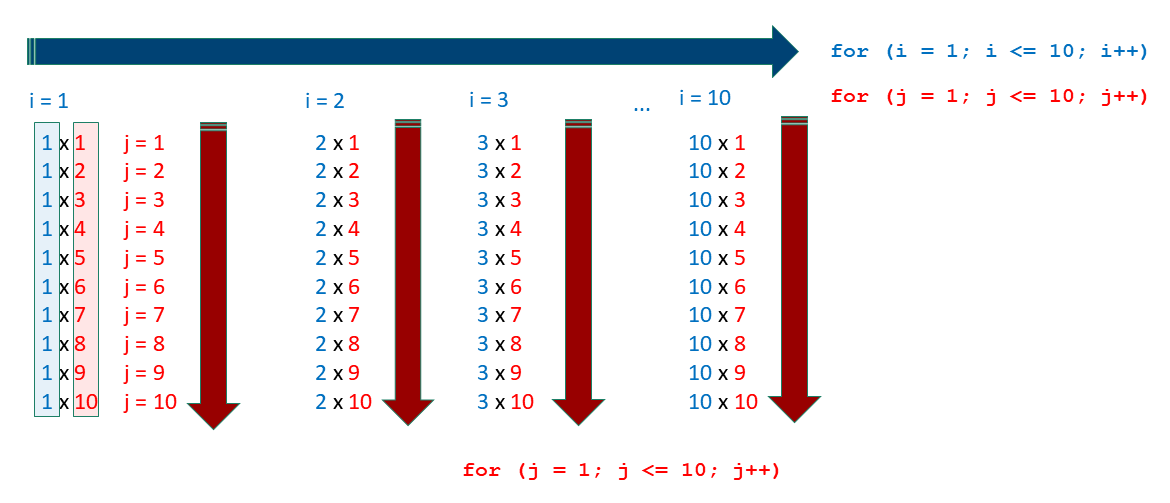 for (i = 1; i <= 10; i++)
for (j = 1; j <= 10; j++)
i = 1 i = 2 i = 3 ... i = 10
1 x 1 j = 1 2 x 1 3 x 1 10 x 1
1 x 2 j = 2 2 x 2 3 x 2 10 x 2
1 x 3 j = 3 2 x 3 3 x 3 10 x 3
1 x 4 j = 4 2 x 4 3 x 4 10 x 4
1 x 5 j = 5 2 x 5 3 x 5 10 x 5
1 x 6 j = 6 2 x 6 3 x 6 10 x 6
1 x 7 j = 7 2 x 7 3 x 7 10 x 7
1 x 8 j = 8 2 x 8 3 x 8 10 x 8
1 x 9 j = 9 2 x 9 3 x 9 10 x 9
1 x 10 j = 10 2 x 10 3 x 10 10 x 10
for (j = 1; j <= 10; j++)